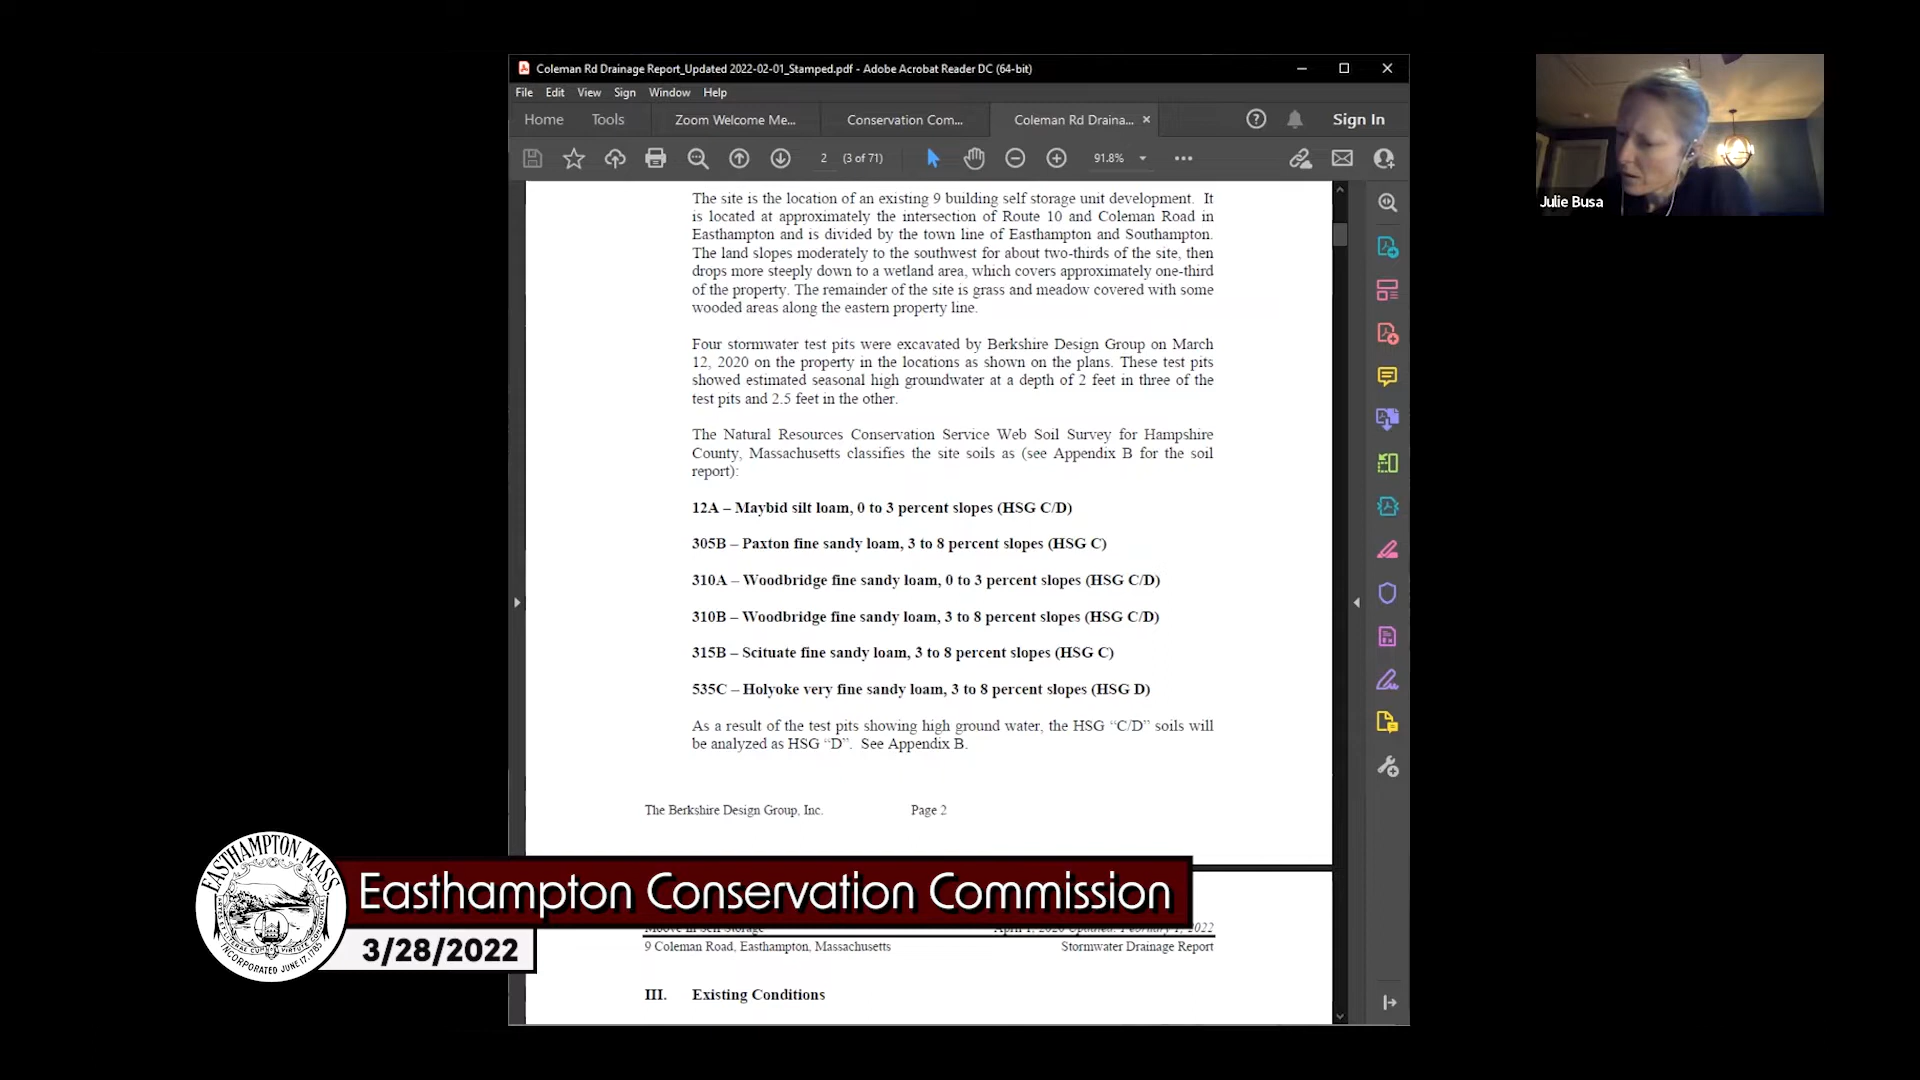 Coleman Rd Drainage Report_Updated 2022-02-01_Stamped.pdf - Adobe Acrobat Reader DC (64-bit)
File Edit View Sign Window Help
Home Tools Zoom Welcome Me... Conservation Com... Coleman Rd Draina... × Sign In
2 (3 of 71) 91.8%
The site is the location of an existing 9 building self storage unit development. It
is located at approximately the intersection of Route 10 and Coleman Road in
Easthampton and is divided by the town line of Easthampton and Southampton.
The land slopes moderately to the southwest for about two-thirds of the site, then
drops more steeply down to a wetland area, which covers approximately one-third
of the property. The remainder of the site is grass and meadow covered with some
wooded areas along the eastern property line.
Four stormwater test pits were excavated by Berkshire Design Group on March
12, 2020 on the property in the locations as shown on the plans. These test pits
showed estimated seasonal high groundwater at a depth of 2 feet in three of the
test pits and 2.5 feet in the other.
The Natural Resources Conservation Service Web Soil Survey for Hampshire
County, Massachusetts classifies the site soils as (see Appendix B for the soil
report):
12A – Maybid silt loam, 0 to 3 percent slopes (HSG C/D)
305B – Paxton fine sandy loam, 3 to 8 percent slopes (HSG C)
310A – Woodbridge fine sandy loam, 0 to 3 percent slopes (HSG C/D)
310B – Woodbridge fine sandy loam, 3 to 8 percent slopes (HSG C/D)
315B – Scituate fine sandy loam, 3 to 8 percent slopes (HSG C)
535C – Holyoke very fine sandy loam, 3 to 8 percent slopes (HSG D)
As a result of the test pits showing high ground water, the HSG “C/D” soils will
be analyzed as HSG “D”. See Appendix B.
The Berkshire Design Group, Inc. Page 2
9 Coleman Road, Easthampton, Massachusetts Stormwater Drainage Report
III. Existing Conditions
Julie Busa
EASTHAMPTON, MASS.
INCORPORATED JUNE 17, 1785
Easthampton Conservation Commission
3/28/2022